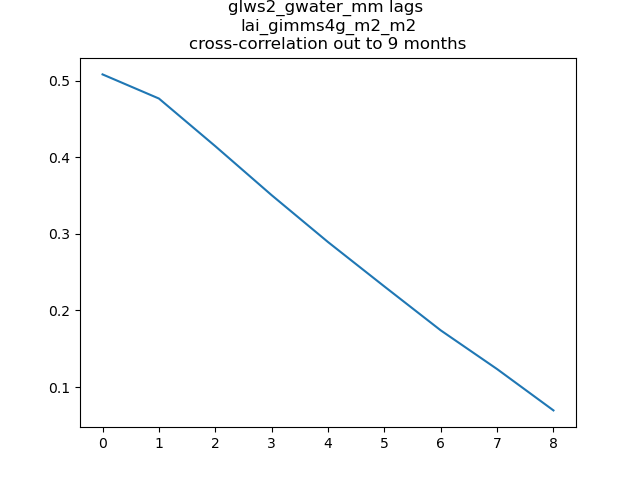 glws2_gwater_mm lags
lai_gimms4g_m2_m2
cross-correlation out to 9 months
0.5
0.4
0.3
0.2
0.1
0 1 2 3 4 5 6 7 8